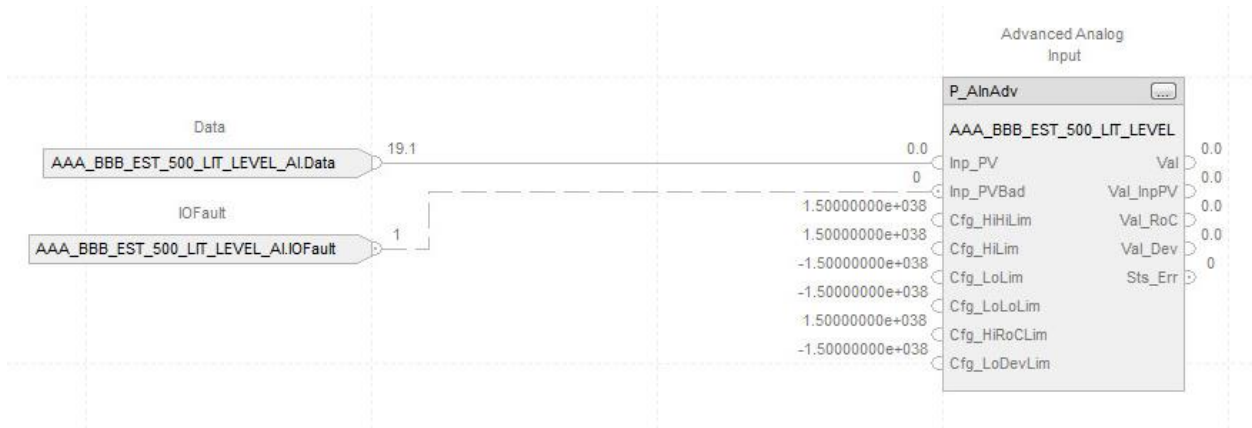 Advanced Analog
Input
P_AInAdv
...
AAA_BBB_EST_500_LIT_LEVEL
Data
AAA_BBB_EST_500_LIT_LEVEL_AI.Data
19.1
IOFault
AAA_BBB_EST_500_LIT_LEVEL_AI.IOFault
1
0.0 Inp_PV Val 0.0
0 Inp_PVBad Val_InpPV 0.0
1.50000000e+038 Cfg_HiHiLim Val_RoC 0.0
1.50000000e+038 Cfg_HiLim Val_Dev 0.0
-1.50000000e+038 Cfg_LoLim Sts_Err 0
-1.50000000e+038 Cfg_LoLoLim
1.50000000e+038 Cfg_HiRoCLim
-1.50000000e+038 Cfg_LoDevLim